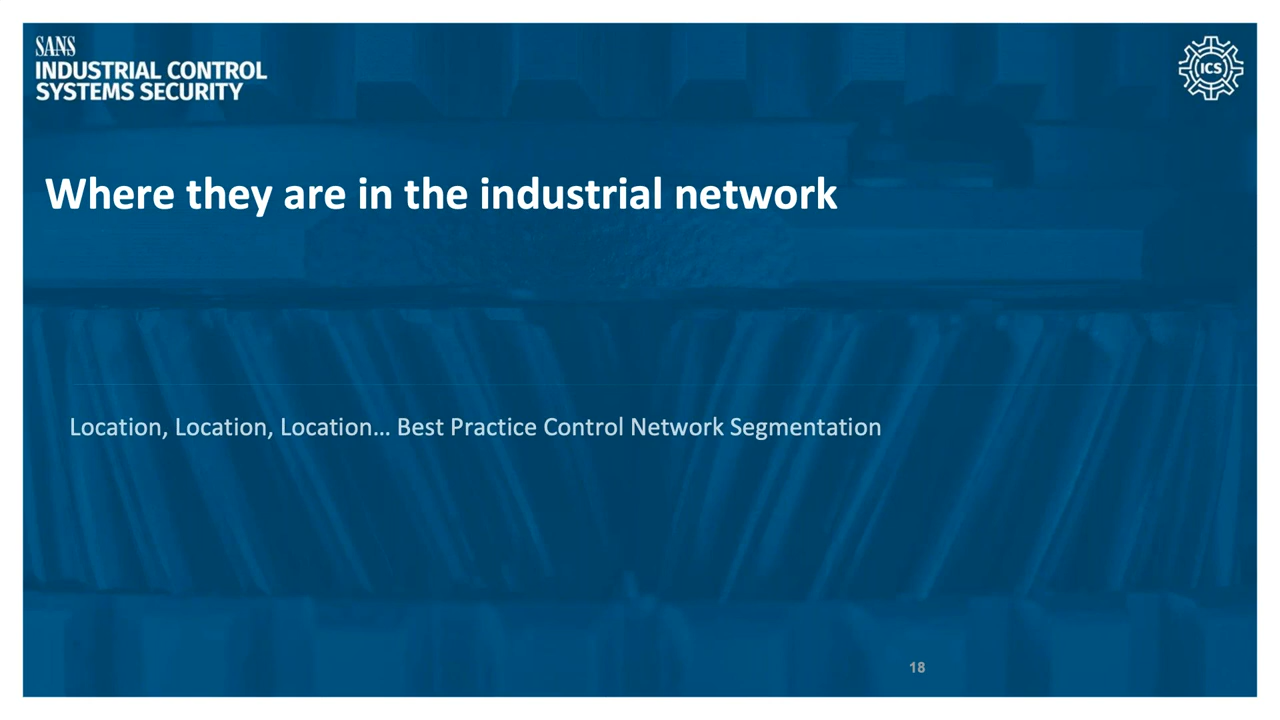 SANS
INDUSTRIAL CONTROL
SYSTEMS SECURITY
ICS
Where they are in the industrial network
Location, Location, Location... Best Practice Control Network Segmentation
18